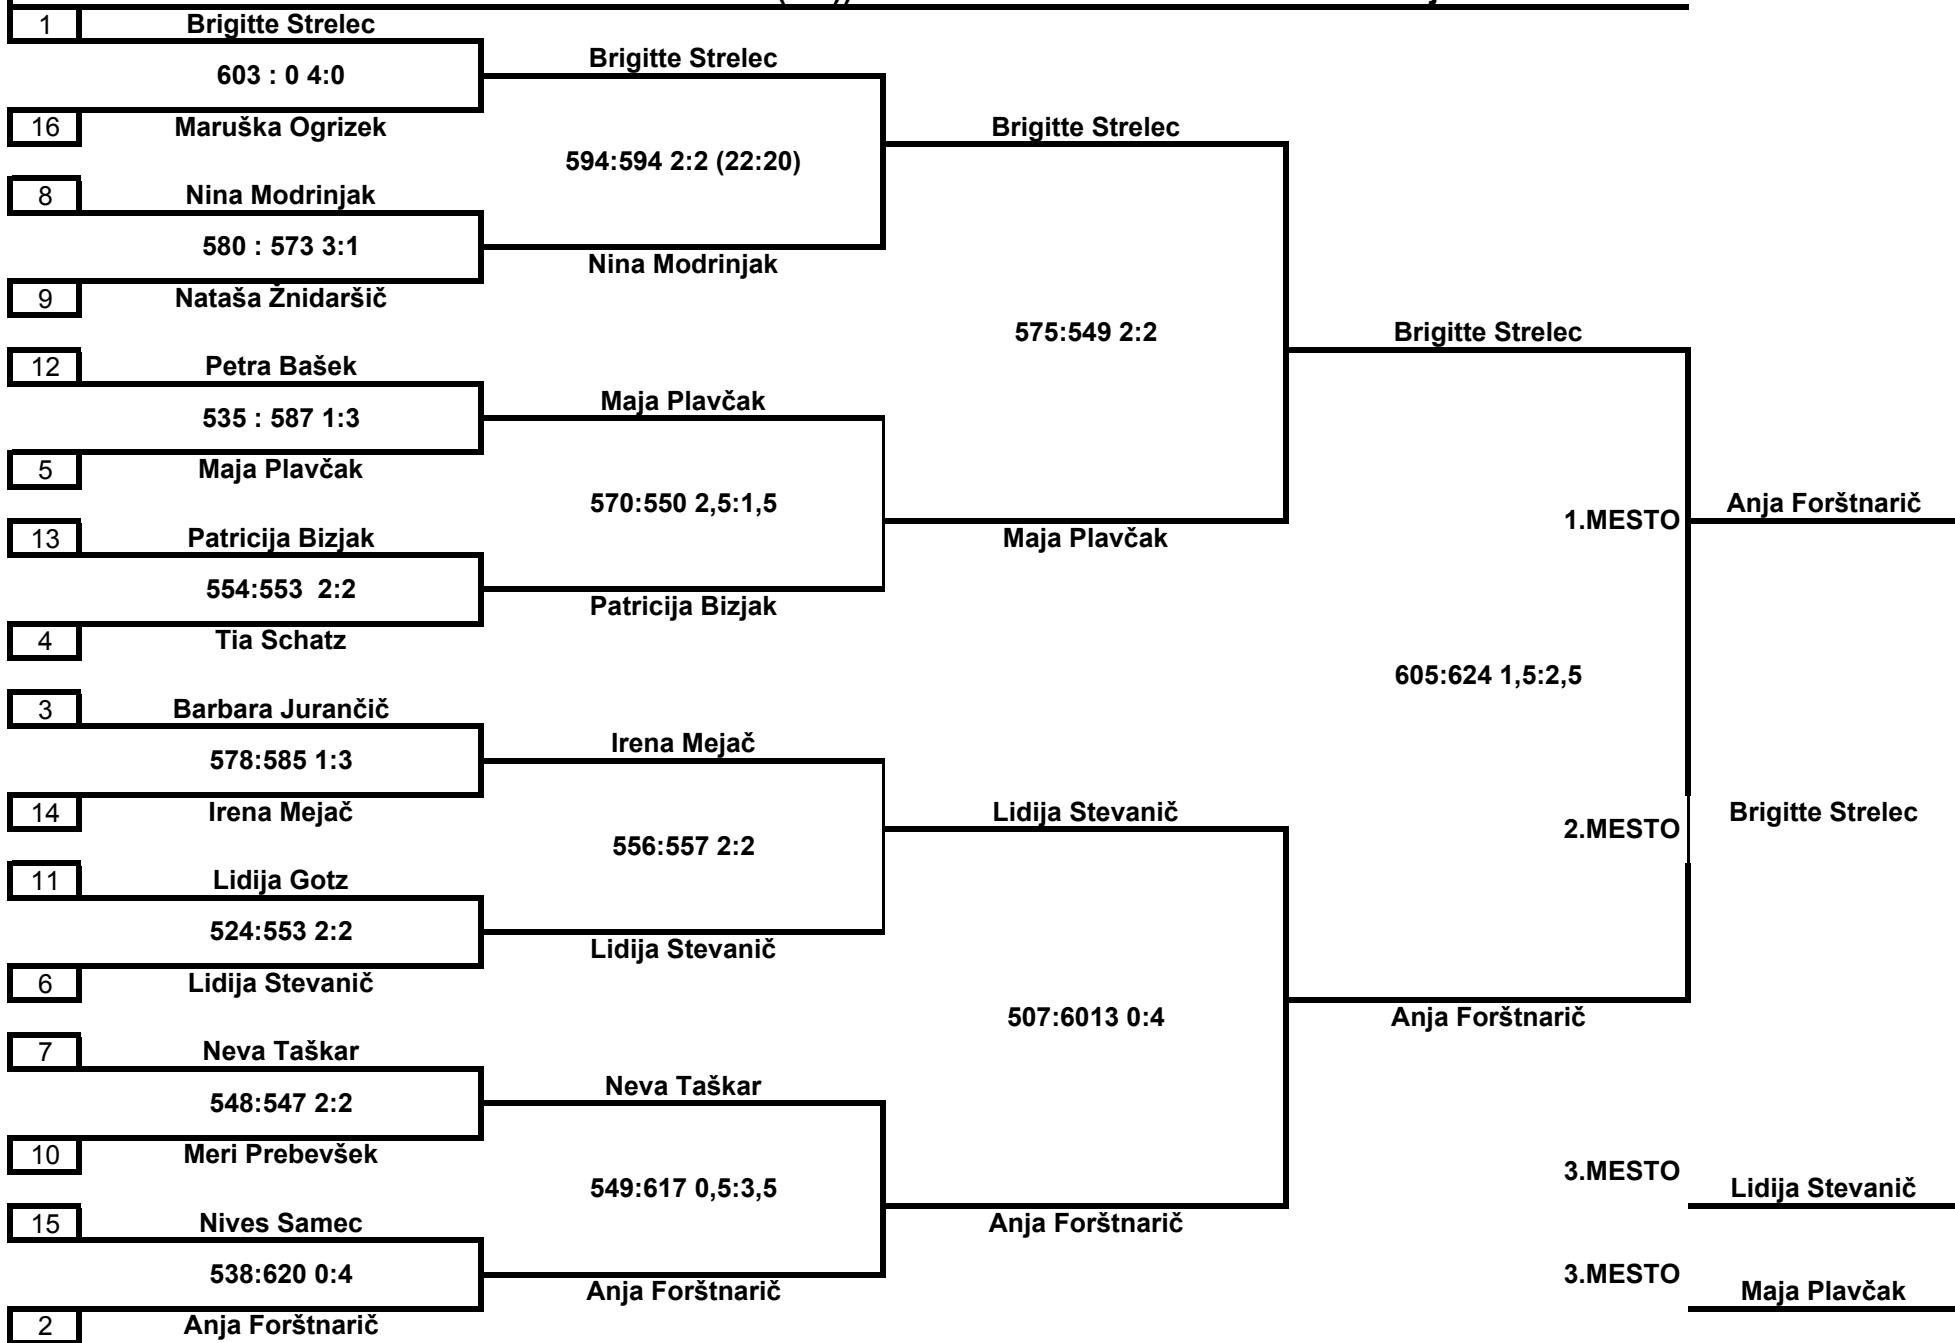 1 Brigitte Strelec
603 : 0 4:0
16 Maruška Ogrizek
8 Nina Modrinjak
580 : 573 3:1
9 Nataša Žnidaršič
12 Petra Bašek
535 : 587 1:3
5 Maja Plavčak
13 Patricija Bizjak
554:553 2:2
4 Tia Schatz
3 Barbara Jurančič
578:585 1:3
14 Irena Mejač
11 Lidija Gotz
524:553 2:2
6 Lidija Stevanič
7 Neva Taškar
548:547 2:2
10 Meri Prebevšek
15 Nives Samec
538:620 0:4
2 Anja Forštnarič
Brigitte Strelec
594:594 2:2 (22:20)
Nina Modrinjak
Maja Plavčak
570:550 2,5:1,5
Patricija Bizjak
Irena Mejač
556:557 2:2
Lidija Stevanič
Neva Taškar
549:617 0,5:3,5
Anja Forštnarič
Brigitte Strelec
575:549 2:2
Maja Plavčak
Lidija Stevanič
507:6013 0:4
Anja Forštnarič
Brigitte Strelec
605:624 1,5:2,5
Anja Forštnarič
1.MESTO Anja Forštnarič
2.MESTO Brigitte Strelec
3.MESTO Lidija Stevanič
3.MESTO Maja Plavčak